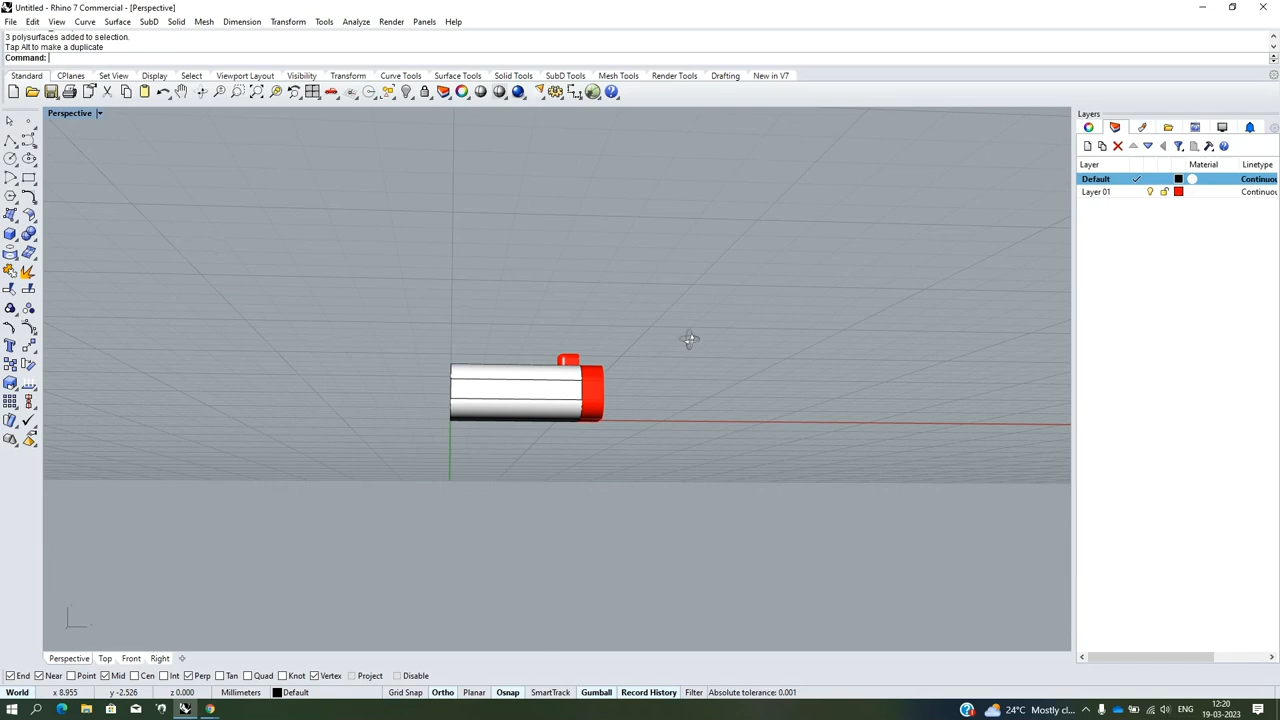 Untitled - Rhino 7 Commercial - [Perspective]
File Edit View Curve Surface SubD Solid Mesh Dimension Transform Tools Analyze Render Panels Help
3 polysurfaces added to selection.
Tap Alt to make a duplicate
Command:
Standard CPlanes Set View Display Select Viewport Layout Visibility Transform Curve Tools Surface Tools Solid Tools SubD Tools Mesh Tools Render Tools Drafting New in V7
Perspective
Layers
Layer Material Linetype
Default Continuou
Layer 01 Continuou
Perspective Top Front Right
End Near Point Mid Cen Int Perp Tan Quad Knot Vertex Project Disable
World x 8.955 y -2.526 z 0.000 Millimeters Default Grid Snap Ortho Planar Osnap SmartTrack Gumball Record History Filter Absolute tolerance: 0.001
24°C Mostly cl... ENG 12:20
19-03-2023